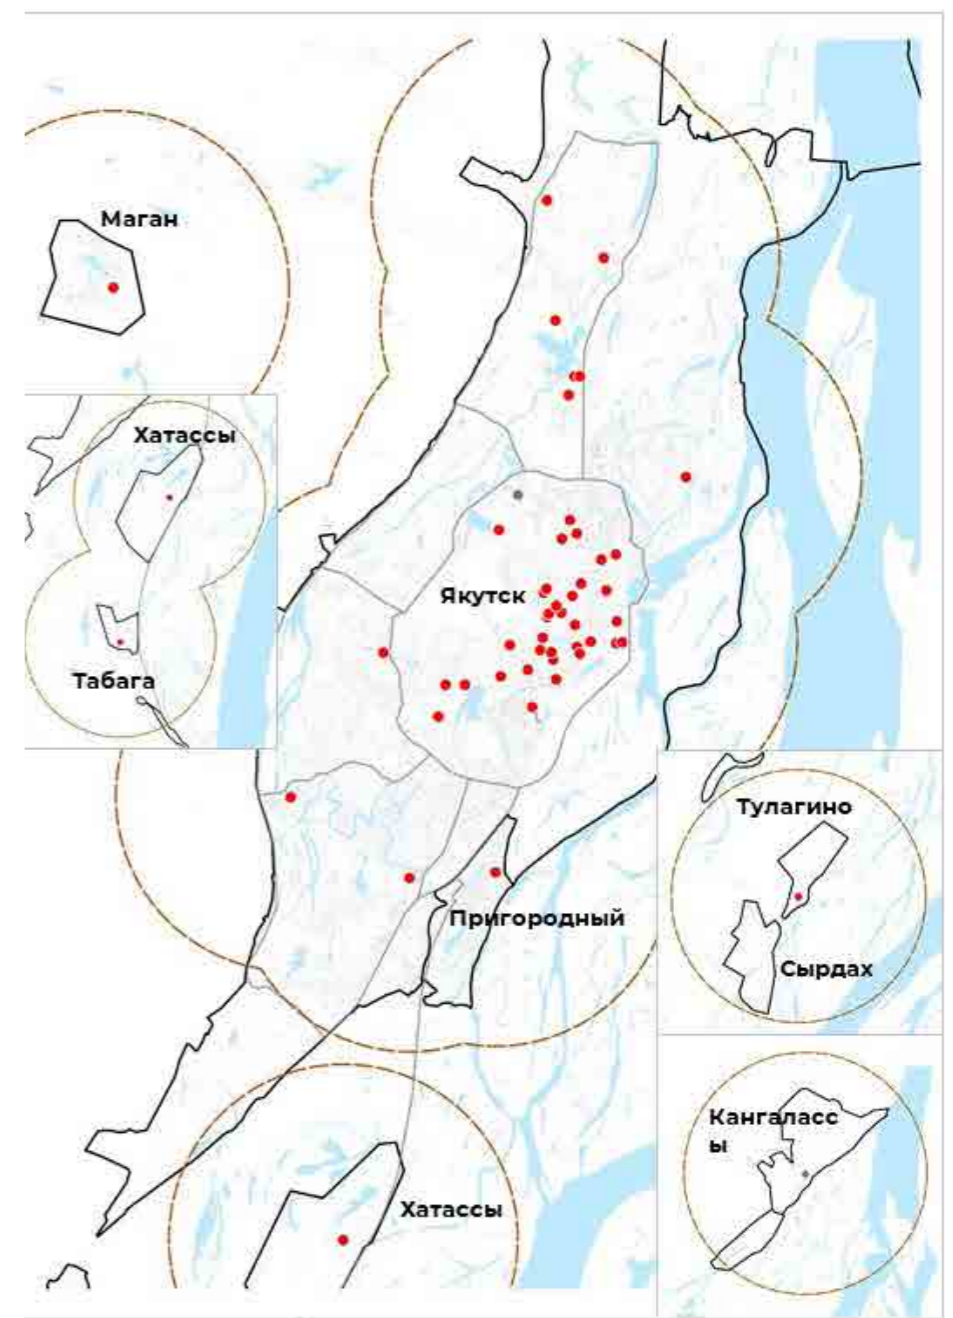 Маган
Хатассы
Якутск
Табага
Тулагино
Пригородный
Сырдах
Кангаласс
ы
Хатассы